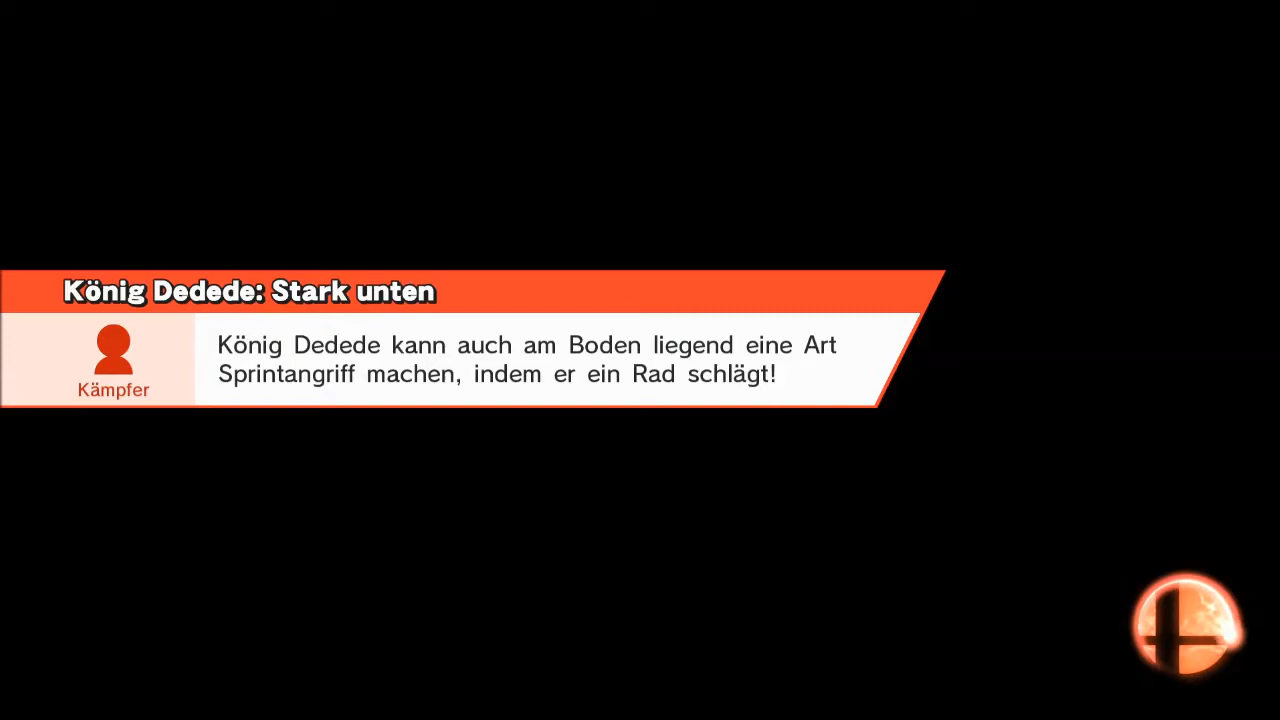 König Dedede: Stark unten
König Dedede kann auch am Boden liegend eine Art
Sprintangriff machen, indem er ein Rad schlägt!
Kämpfer